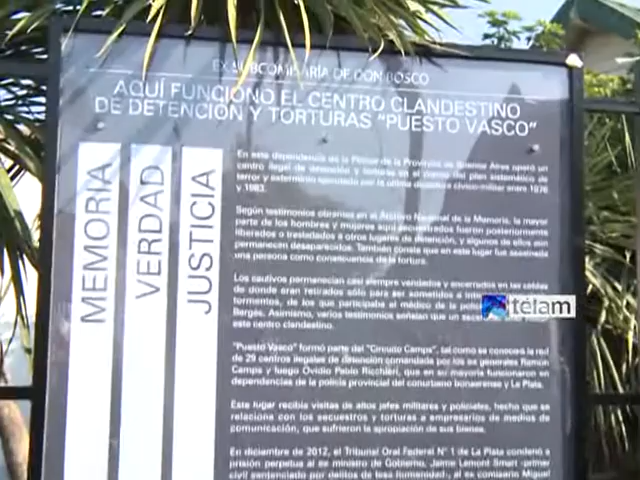 EX SUBCOMISARÍA DE DON BOSCO
AQUÍ FUNCIONO EL CENTRO CLANDESTINO
DE DETENCIÓN Y TORTURAS "PUESTO VASCO"
MEMORIA
VERDAD
JUSTICIA
En esta dependencia de la Policía de la Provincia de Buenos Aires operó un
centro ilegal de detención y torturas en el marco del plan sistemático de
terror y exterminio ejecutado por la última dictadura cívico-militar entre 1976
y 1983.
Según testimonios obrantes en el Archivo Nacional de la Memoria, la mayor
parte de los hombres y mujeres aquí secuestrados fueron posteriormente
liberados o trasladados a otros lugares de detención, y algunos de ellos aún
permanecen desaparecidos. También consta que en este lugar fue asesinada
una persona como consecuencia de la tortura.
Los cautivos permanecían casi siempre vendados y encerrados en las celdas
de donde eran retirados sólo para ser sometidos a
tormentos, de los que participaba el médico de la
Bergés. Asimismo, varios testimonios señalan que un
este centro clandestino.
"Puesto Vasco" formó parte del "Circuito Camps", tal como se conocerá la red
de 29 centros ilegales de detención comandada por los ex generales Ramón
Camps y luego Ovidio Pablo Ricchieri, que en su mayoría funcionaron en
dependencias de la policía provincial del conurbano bonaerense y La Plata.
Este lugar recibía visitas de altos jefes militares y policiales, hecho que se
relaciona con los secuestros y torturas a empresarios de medios de
comunicación, que sufrieron la apropiación de sus bienes.
En diciembre de 2012, el Tribunal Oral Federal N° 1 de La Plata condenó a
prisión perpetua al ex ministro de Gobierno, Jaime Lamont Smart -primer
civil sentenciado por delitos de lesa humanidad-, al ex comisario Miguel
télam